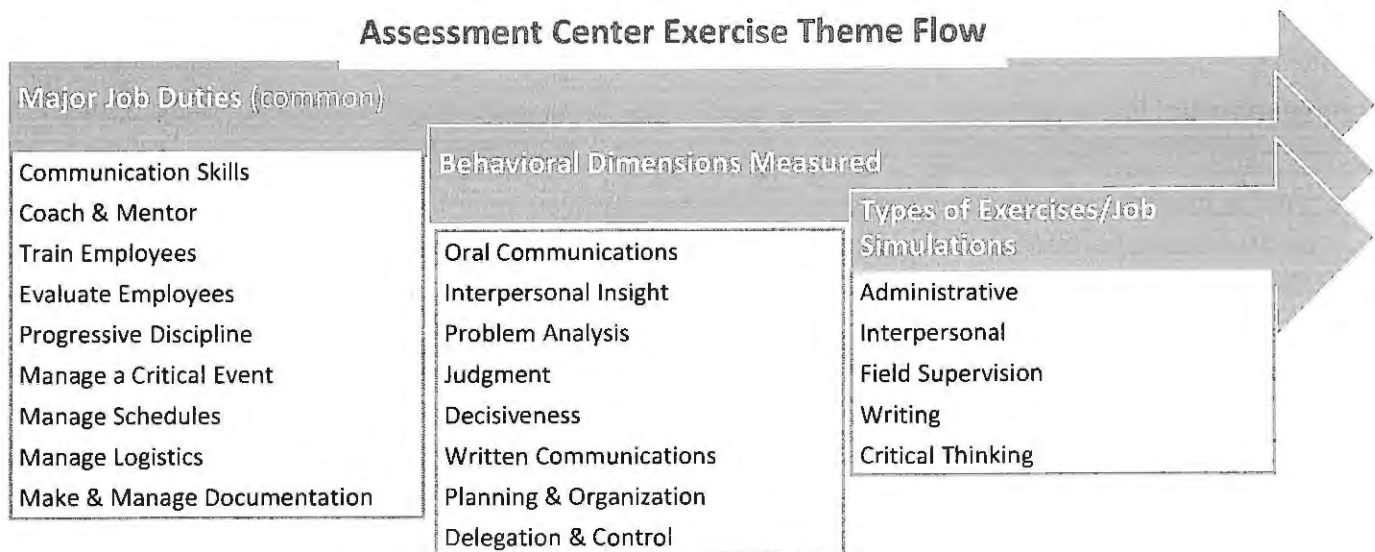 Assessment Center Exercise Theme Flow
Major Job Duties (common)
Communication Skills
Coach & Mentor
Train Employees
Evaluate Employees
Progressive Discipline
Manage a Critical Event
Manage Schedules
Manage Logistics
Make & Manage Documentation
Behavioral Dimensions Measured
Oral Communications
Interpersonal Insight
Problem Analysis
Judgment
Decisiveness
Written Communications
Planning & Organization
Delegation & Control
Types of Exercises/Job
Simulations
Administrative
Interpersonal
Field Supervision
Writing
Critical Thinking